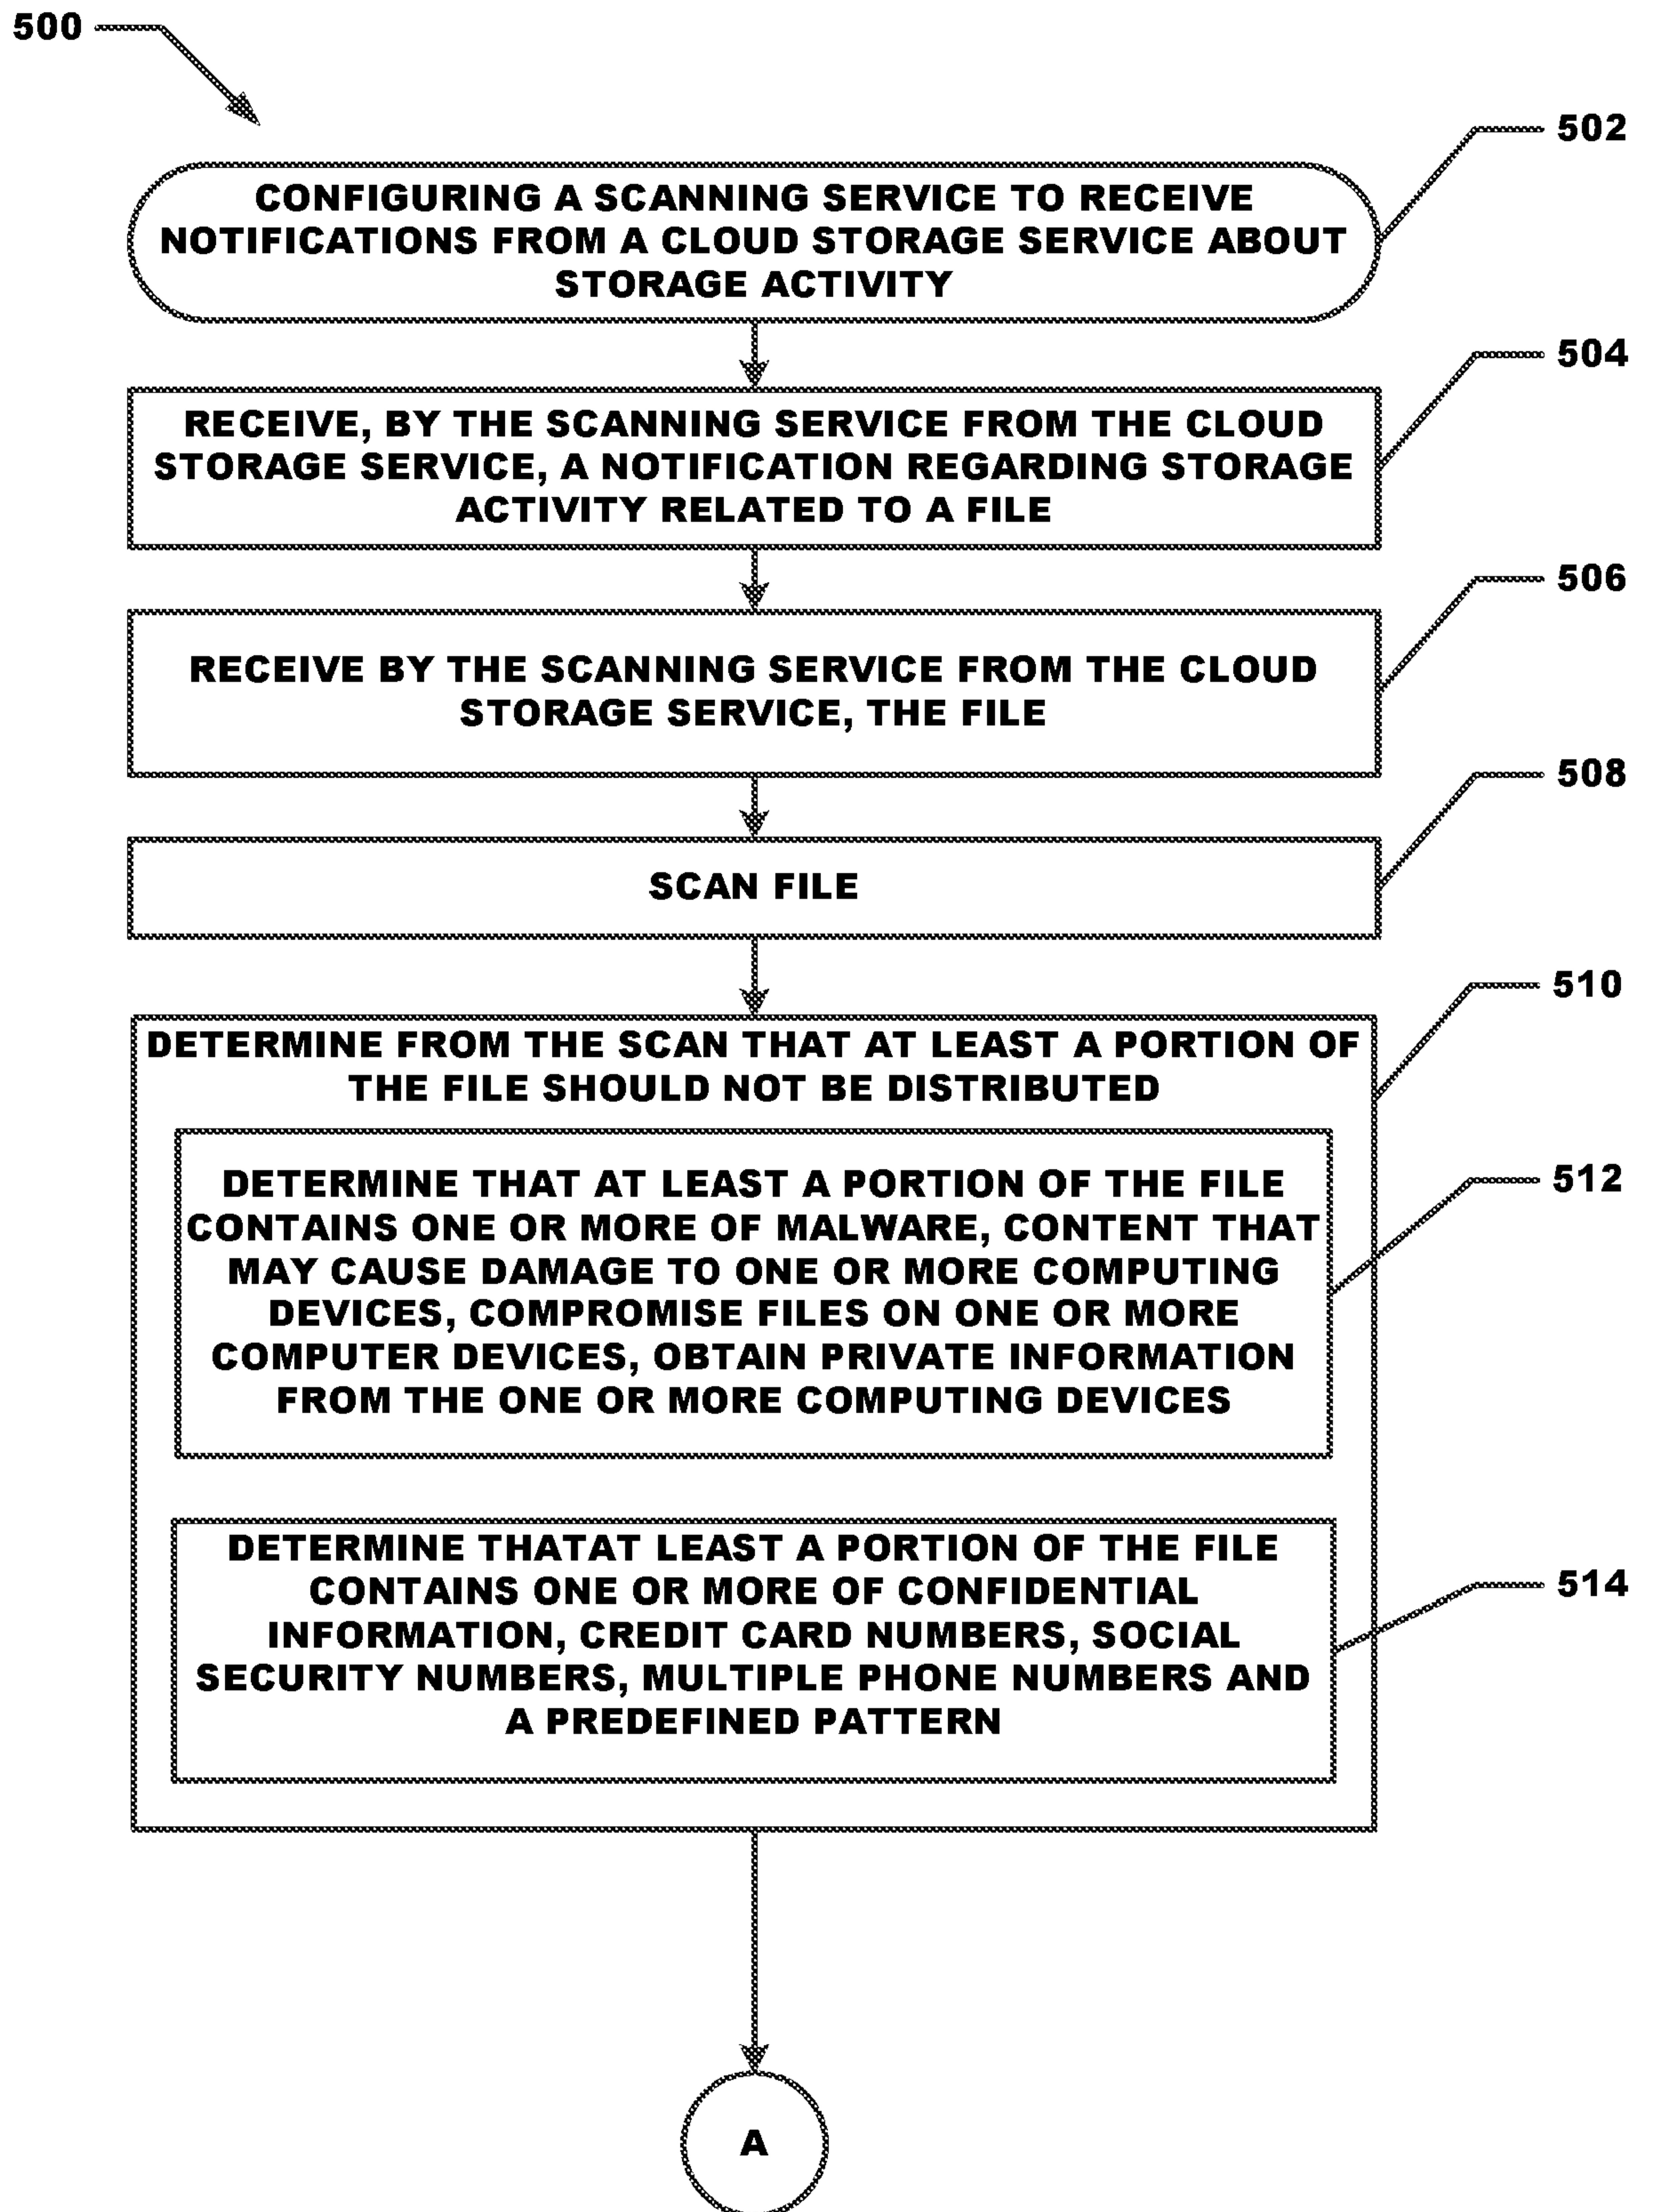 500
502
CONFIGURING A SCANNING SERVICE TO RECEIVE
NOTIFICATIONS FROM A CLOUD STORAGE SERVICE ABOUT
STORAGE ACTIVITY
504
RECEIVE, BY THE SCANNING SERVICE FROM THE CLOUD
STORAGE SERVICE, A NOTIFICATION REGARDING STORAGE
ACTIVITY RELATED TO A FILE
506
RECEIVE BY THE SCANNING SERVICE FROM THE CLOUD
STORAGE SERVICE, THE FILE
508
SCAN FILE
510
DETERMINE FROM THE SCAN THAT AT LEAST A PORTION OF
THE FILE SHOULD NOT BE DISTRIBUTED
512
DETERMINE THAT AT LEAST A PORTION OF THE FILE
CONTAINS ONE OR MORE OF MALWARE, CONTENT THAT
MAY CAUSE DAMAGE TO ONE OR MORE COMPUTING
DEVICES, COMPROMISE FILES ON ONE OR MORE
COMPUTER DEVICES, OBTAIN PRIVATE INFORMATION
FROM THE ONE OR MORE COMPUTING DEVICES
514
DETERMINE THATAT LEAST A PORTION OF THE FILE
CONTAINS ONE OR MORE OF CONFIDENTIAL
INFORMATION, CREDIT CARD NUMBERS, SOCIAL
SECURITY NUMBERS, MULTIPLE PHONE NUMBERS AND
A PREDEFINED PATTERN
A